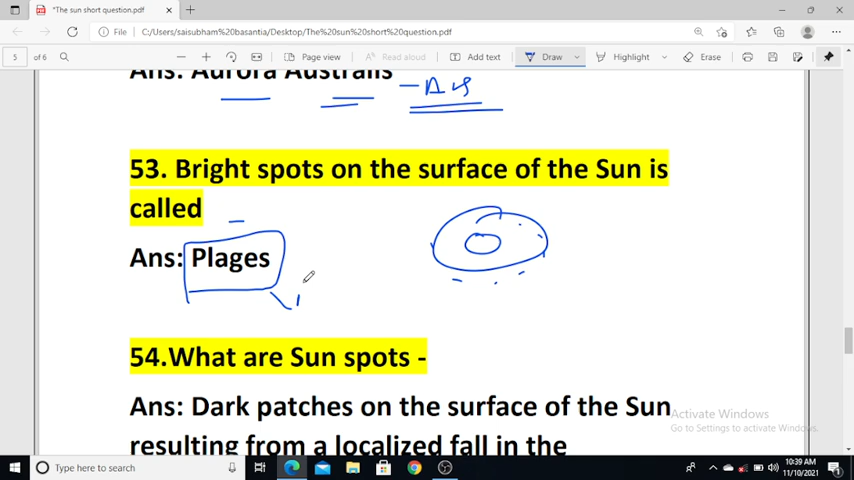 *The sun short question.pdf
File
C:/Users/saisubham%20basantia/Desktop/The%20sun%20short%20question.pdf
5 of 6
Page view
Read aloud
Add text
Draw
Highlight
Erase
Ans: Aurora Australis
53. Bright spots on the surface of the Sun is
called
Ans: Plages
54.What are Sun spots -
Ans: Dark patches on the surface of the Sun
resulting from a localized fall in the
Activate Windows
Go to Settings to activate Windows.
Type here to search
10:39 AM
11/10/2021